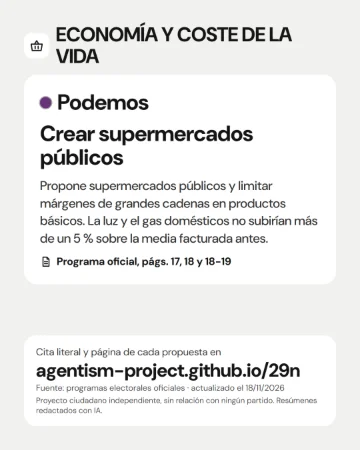 ECONOMÍA Y COSTE DE LA
VIDA
Podemos
Crear supermercados
públicos
Propone supermercados públicos y limitar
márgenes de grandes cadenas en productos
básicos. La luz y el gas domésticos no subirían más
de un 5 % sobre la media facturada antes.
Programa oficial, págs. 17, 18 y 18-19
Cita literal y página de cada propuesta en
agentism-project.github.io/29n
Fuente: programas electorales oficiales · actualizado el 18/11/2026
Proyecto ciudadano independiente, sin relación con ningún partido. Resúmenes
redactados con IA.